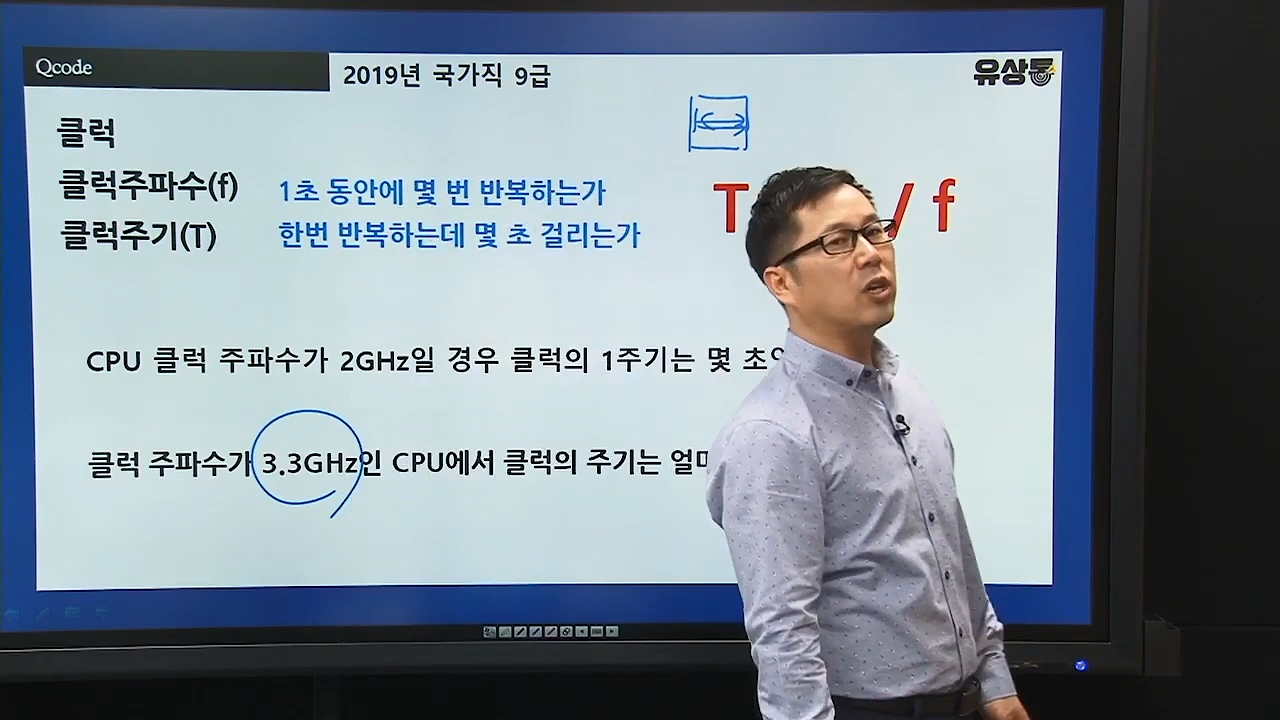 Qcode
2019년 국가직 9급
유상통
클럭
클럭주파수(f)
1초 동안에 몇 번 반복하는가
T / f
클럭주기(T)
한번 반복하는데 몇 초 걸리는가
CPU 클럭 주파수가 2GHz일 경우 클럭의 1주기는 몇
클럭 주파수가 3.3GHz인 CPU에서 클럭의 주기는